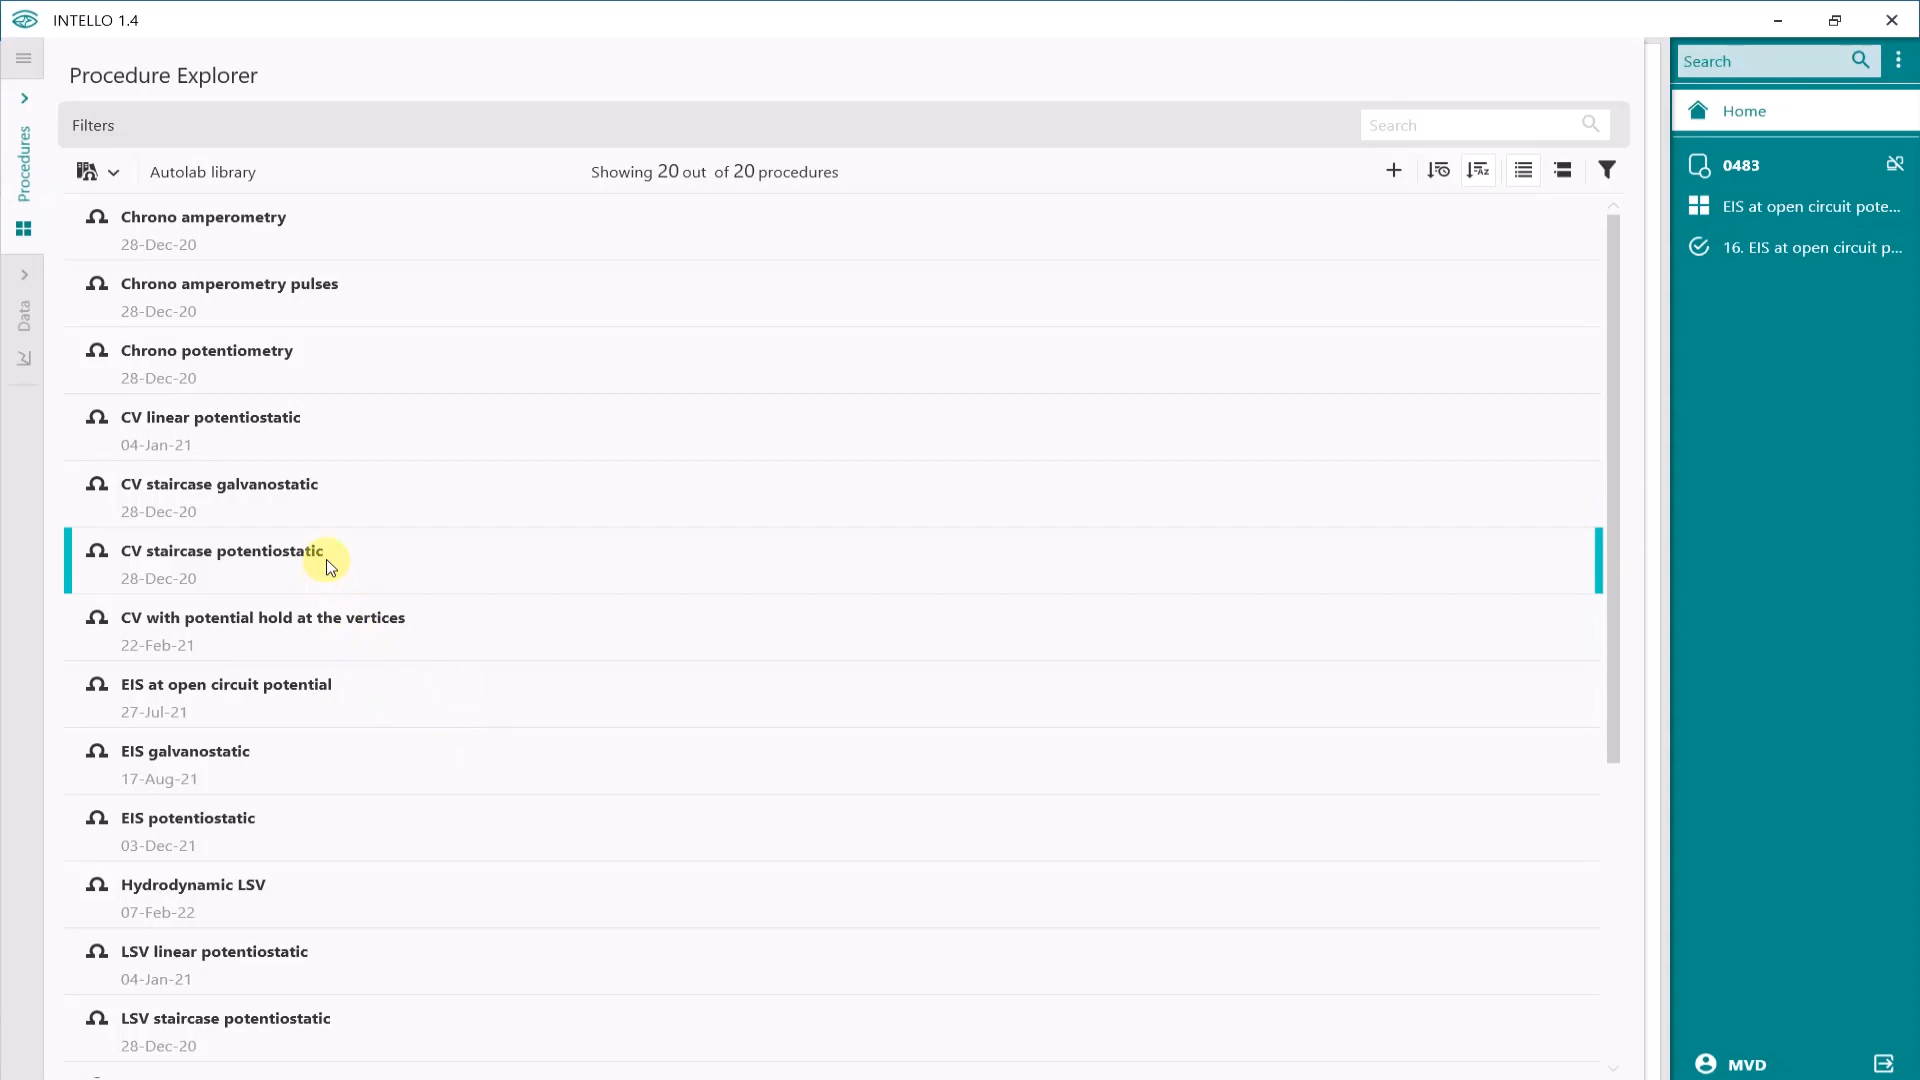 INTELLO 1.4
Procedure Explorer
Filters
Search
Autolab library
Showing 20 out of 20 procedures
Chrono amperometry
28-Dec-20
Chrono amperometry pulses
28-Dec-20
Chrono potentiometry
28-Dec-20
CV linear potentiostatic
04-Jan-21
CV staircase galvanostatic
28-Dec-20
CV staircase potentiostatic
28-Dec-20
CV with potential hold at the vertices
22-Feb-21
EIS at open circuit potential
27-Jul-21
EIS galvanostatic
17-Aug-21
EIS potentiostatic
03-Dec-21
Hydrodynamic LSV
07-Feb-22
LSV linear potentiostatic
04-Jan-21
LSV staircase potentiostatic
28-Dec-20
Procedures
Data
Search
Home
0483
EIS at open circuit pote...
16. EIS at open circuit p...
MVD